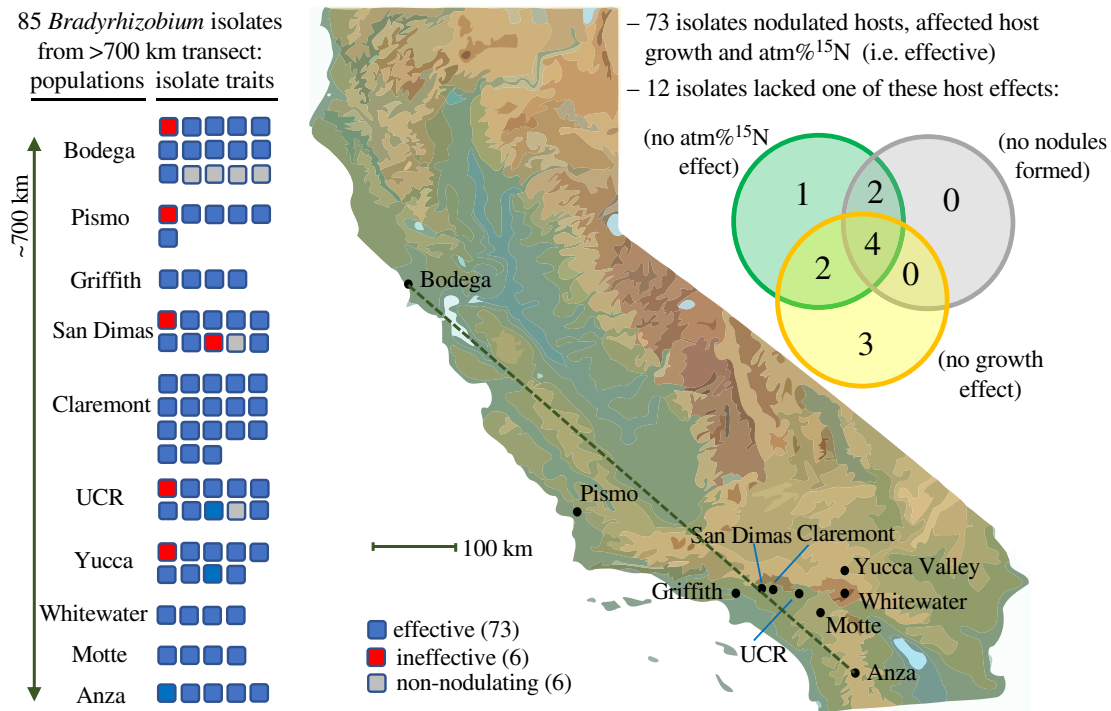 85 Bradyrhizobium isolates
from >700 km transect:
populations isolate traits
~700 km
Bodega
Pismo
Griffith
San Dimas
Claremont
UCR
Yucca
Whitewater
Motte
Anza
– 73 isolates nodulated hosts, affected host
growth and atm%¹⁵N (i.e. effective)
– 12 isolates lacked one of these host effects:
(no atm%¹⁵N
effect)
(no nodules
formed)
1
2
0
4
2
0
3
(no growth
effect)
Bodega
Pismo
100 km
San Dimas
Claremont
Yucca Valley
Griffith
Whitewater
Motte
UCR
Anza
effective (73)
ineffective (6)
non-nodulating (6)